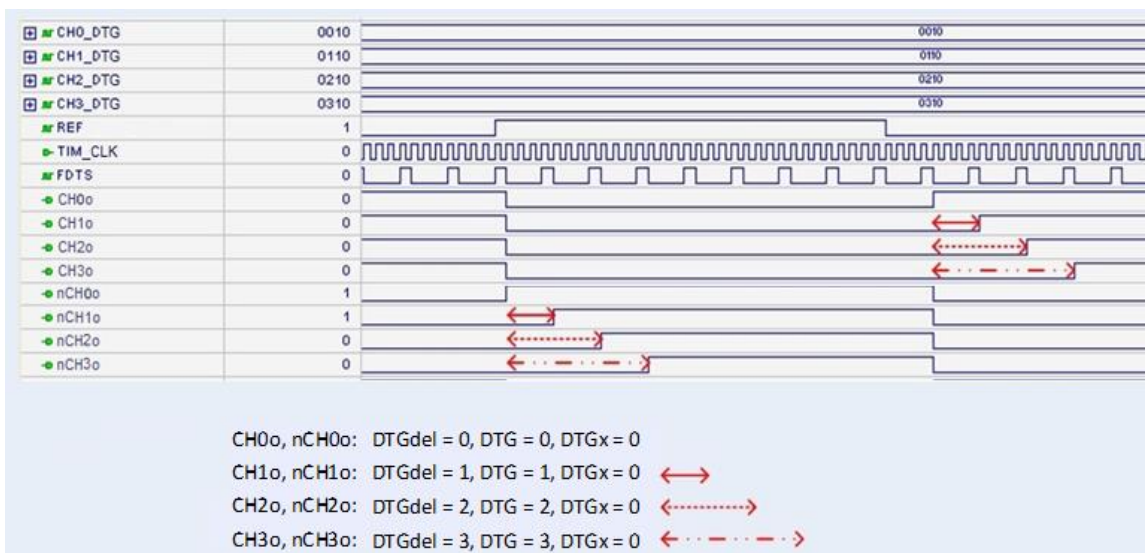 CH0_DTG 0010 0010
CH1_DTG 0110 0110
CH2_DTG 0210 0210
CH3_DTG 0310 0310
REF 1
TIM_CLK 0
FDTS 0
CH0o 0
CH1o 0
CH2o 0
CH3o 0
nCH0o 1
nCH1o 1
nCH2o 0
nCH3o 0
CH0o, nCH0o: DTGdel = 0, DTG = 0, DTGx = 0
CH1o, nCH1o: DTGdel = 1, DTG = 1, DTGx = 0
CH2o, nCH2o: DTGdel = 2, DTG = 2, DTGx = 0
CH3o, nCH3o: DTGdel = 3, DTG = 3, DTGx = 0